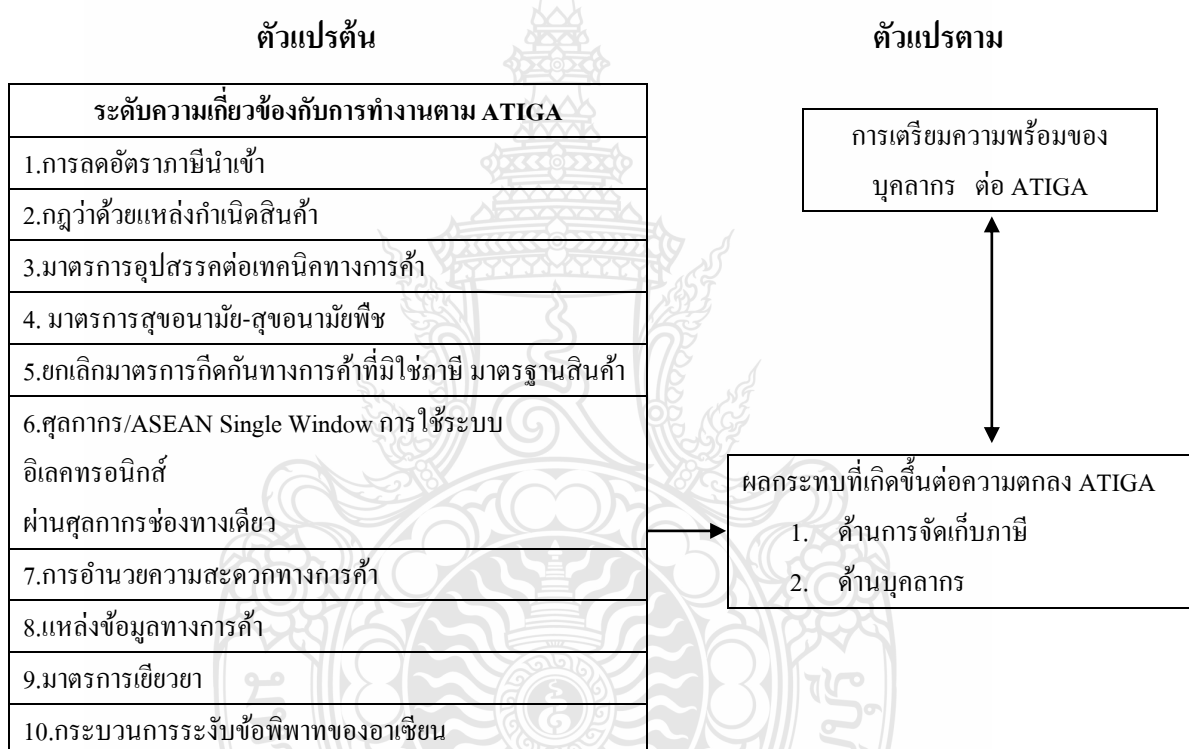 ตัวแปรต้น
ตัวแปรตาม
ระดับความเกี่ยวข้องกับการทำงานตาม ATIGA
1.การลดอัตราภาษีนำเข้า
2.กฎว่าด้วยแหล่งกำเนิดสินค้า
3.มาตรการอุปสรรคต่อเทคนิคทางการค้า
4. มาตรการสุขอนามัย-สุขอนามัยพืช
5.ยกเลิกมาตรการกีดกันทางการค้าที่มิใช่ภาษี มาตรฐานสินค้า
6.ศุลกากร/ASEAN Single Window การใช้ระบบ
อิเลคทรอนิกส์
ผ่านศุลกากรช่องทางเดียว
7.การอำนวยความสะดวกทางการค้า
8.แหล่งข้อมูลทางการค้า
9.มาตรการเยียวยา
10.กระบวนการระงับข้อพิพาทของอาเซียน
การเตรียมความพร้อมของ
บุคลากร ต่อ ATIGA
ผลกระทบที่เกิดขึ้นต่อความตกลง ATIGA
1. ด้านการจัดเก็บภาษี
2. ด้านบุคลากร